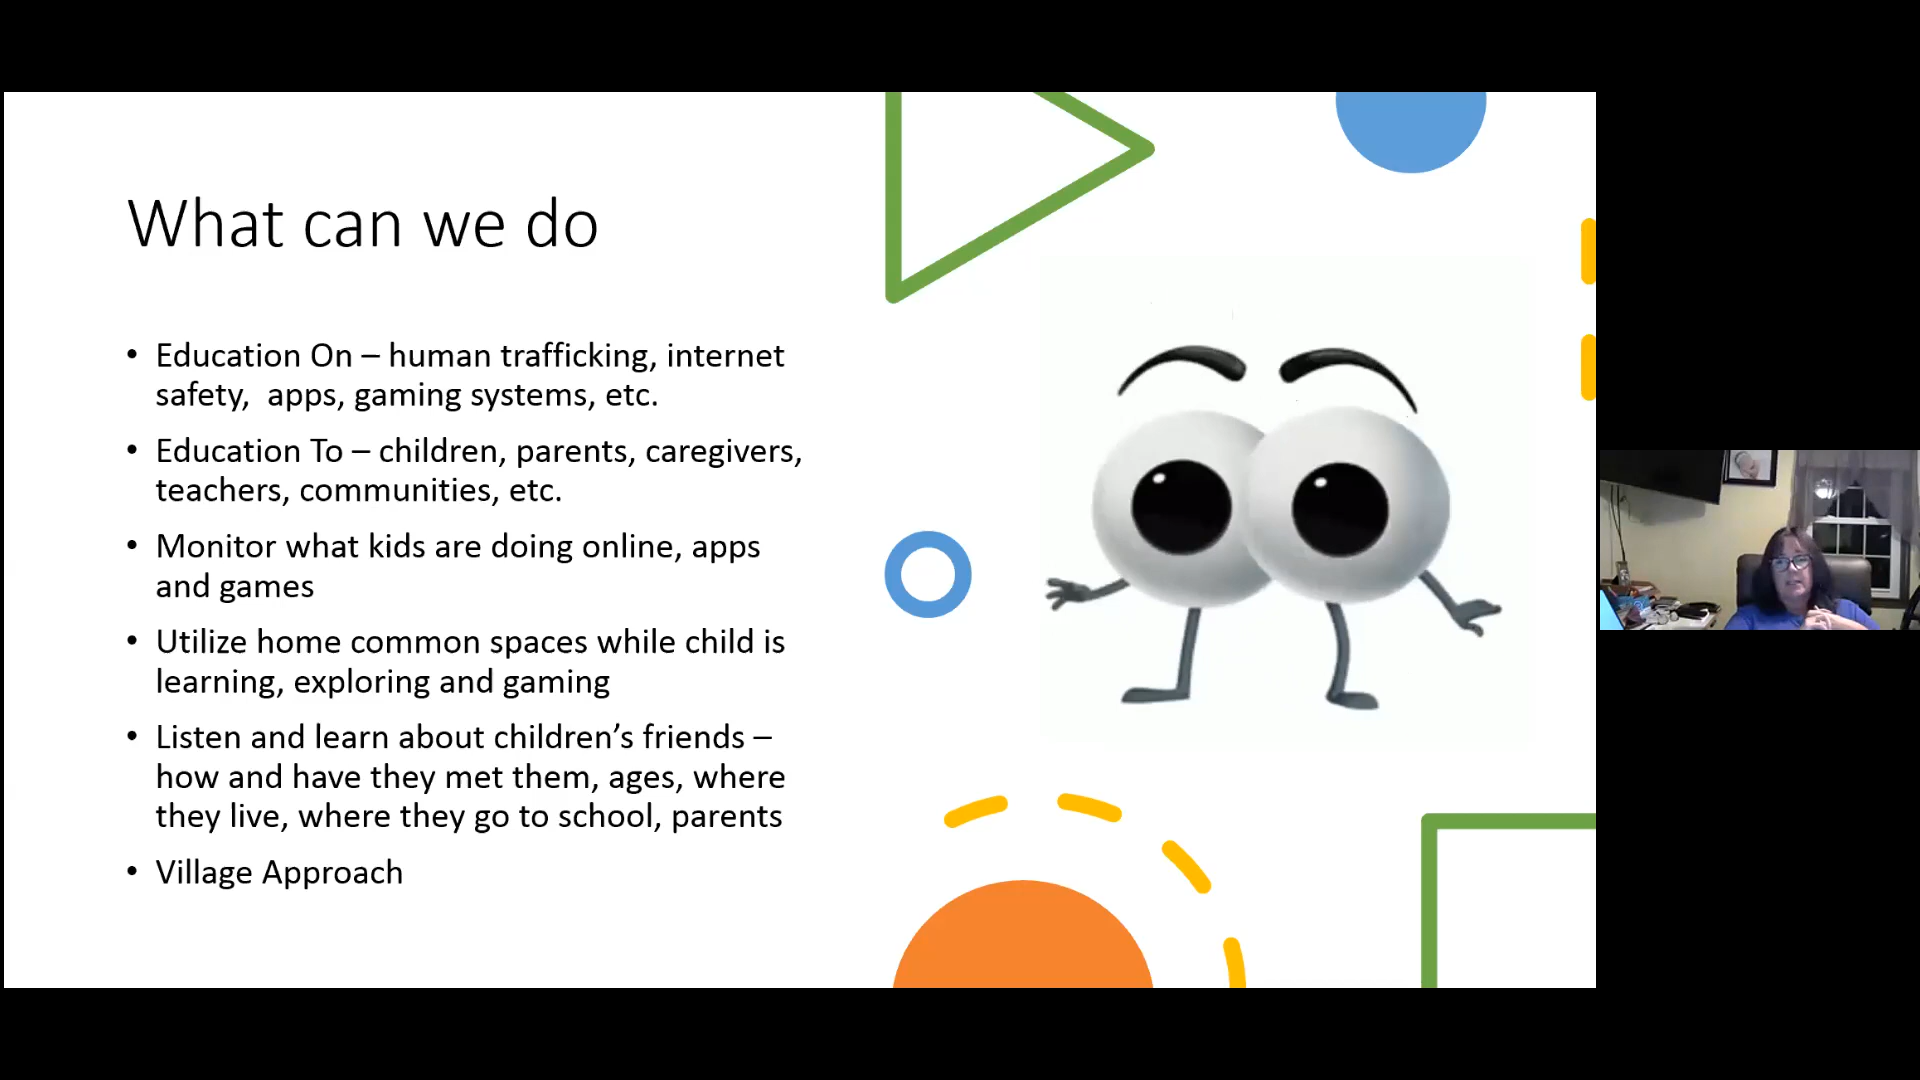 What can we do
• Education On – human trafficking, internet
safety,  apps, gaming systems, etc.
• Education To – children, parents, caregivers,
teachers, communities, etc.
• Monitor what kids are doing online, apps
and games
• Utilize home common spaces while child is
learning, exploring and gaming
• Listen and learn about children’s friends –
how and have they met them, ages, where
they live, where they go to school, parents
• Village Approach